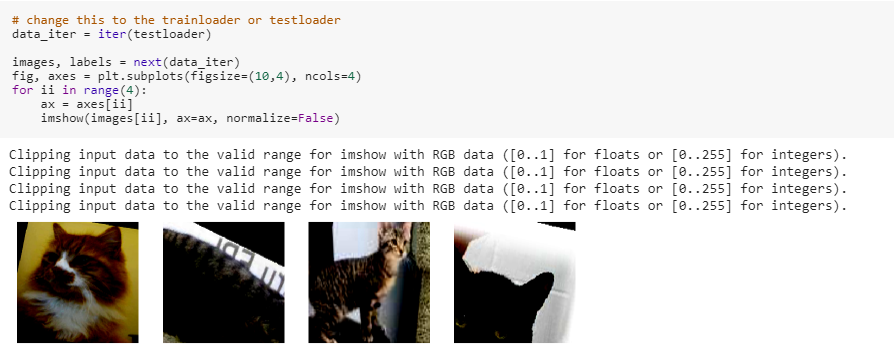 # change this to the trainloader or testloader
data_iter = iter(testloader)
images, labels = next(data_iter)
fig, axes = plt.subplots(figsize=(10,4), ncols=4)
for ii in range(4):
    ax = axes[ii]
    imshow(images[ii], ax=ax, normalize=False)
Clipping input data to the valid range for imshow with RGB data ([0..1] for floats or [0..255] for integers).
Clipping input data to the valid range for imshow with RGB data ([0..1] for floats or [0..255] for integers).
Clipping input data to the valid range for imshow with RGB data ([0..1] for floats or [0..255] for integers).
Clipping input data to the valid range for imshow with RGB data ([0..1] for floats or [0..255] for integers).